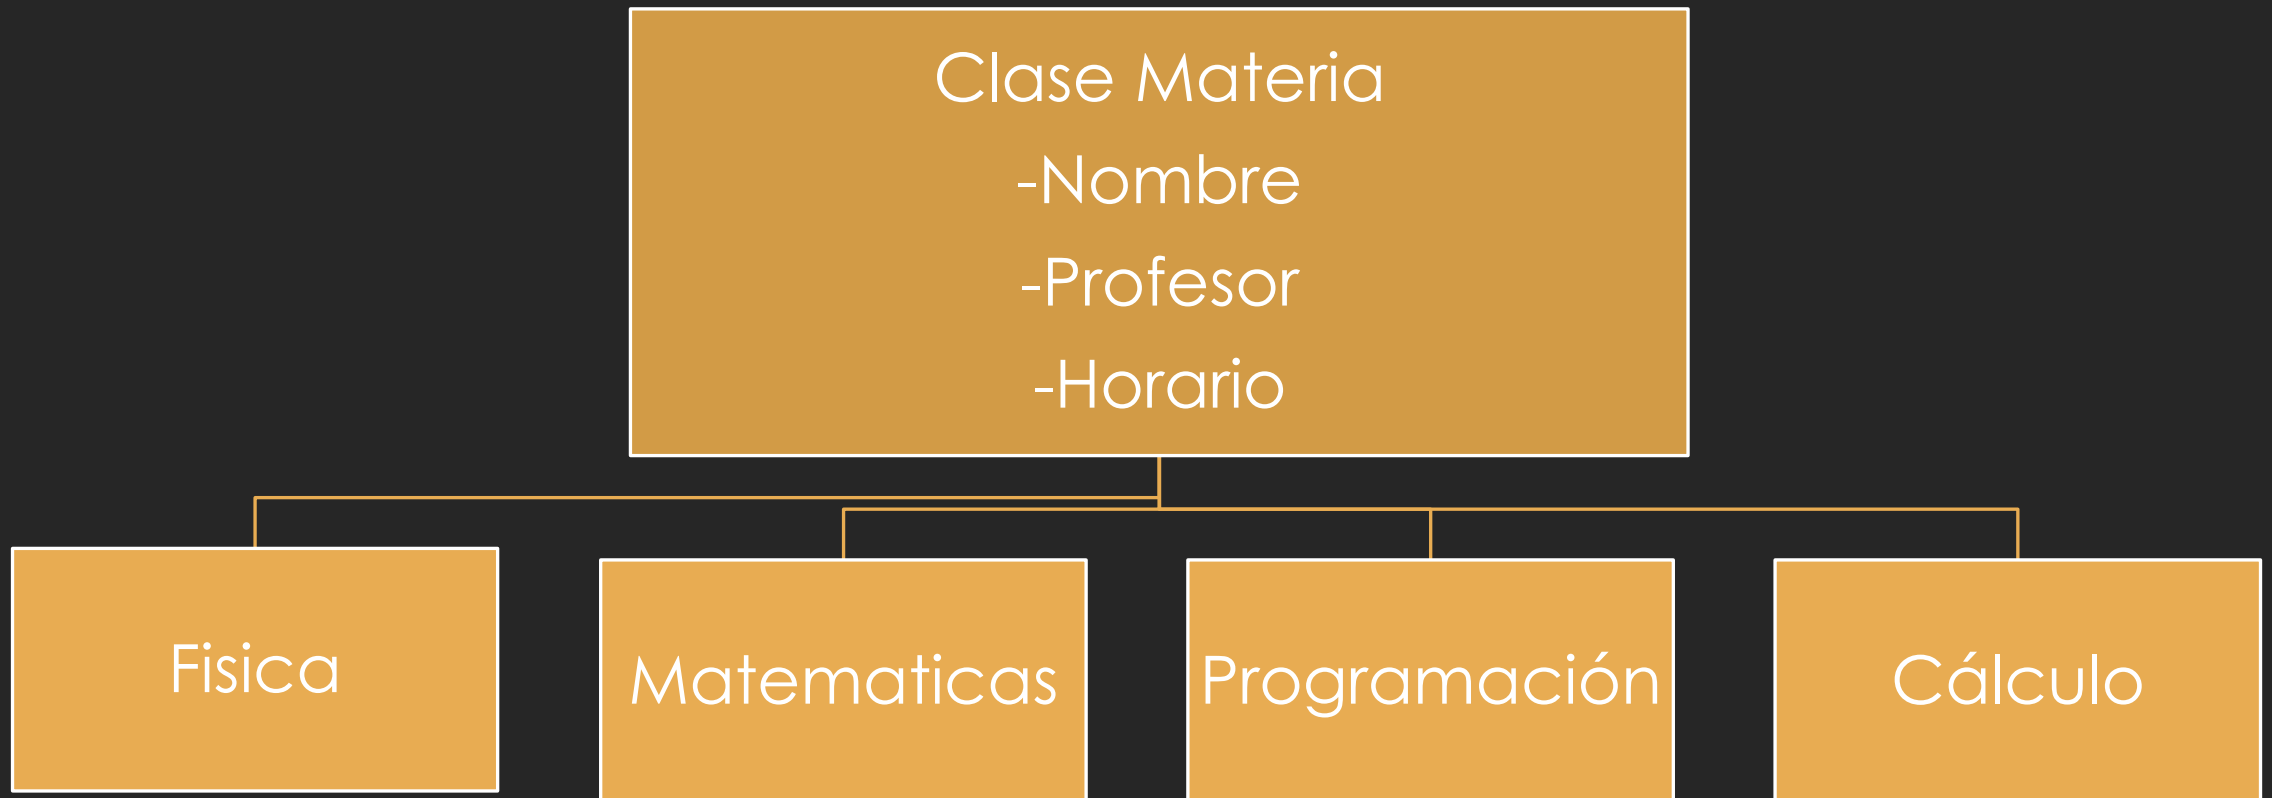 Clase Materia
-Nombre
-Profesor
-Horario
Fisica
Matematicas
Programación
Cálculo